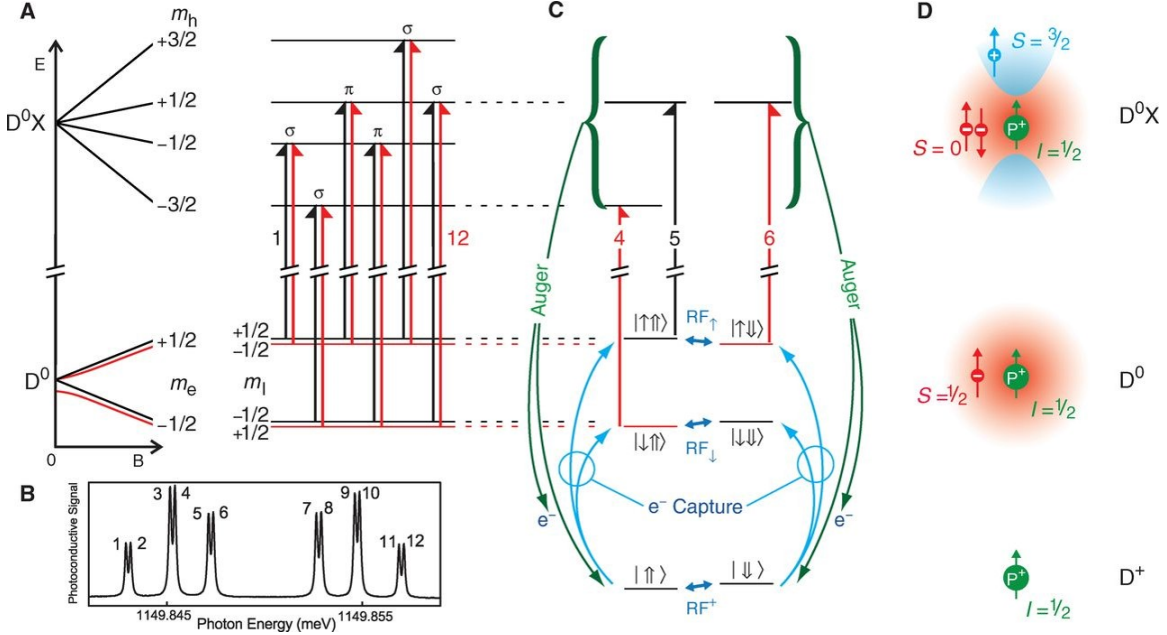 A
E
D⁰X
m_h
+3/2
+1/2
−1/2
−3/2
D⁰
+1/2
m_e
−1/2
0
B
m_I
+1/2
−1/2
−1/2
+1/2
σ
σ
π
π
σ
σ
1
12
B
Photoconductive Signal
1 2
3 4
5 6
7 8
9 10
11 12
1149.845
1149.855
Photon Energy (meV)
C
4
5
6
Auger
Auger
|↑⇑⟩
RF↑
|↑⇓⟩
|↓⇑⟩
RF↓
|↓⇓⟩
e⁻ Capture
e⁻
e⁻
|⇑⟩
RF⁺
|⇓⟩
D
+
S = 3/2
P⁺
S = 0
I = 1/2
D⁰X
P⁺
S = 1/2
I = 1/2
D⁰
P⁺
I = 1/2
D⁺